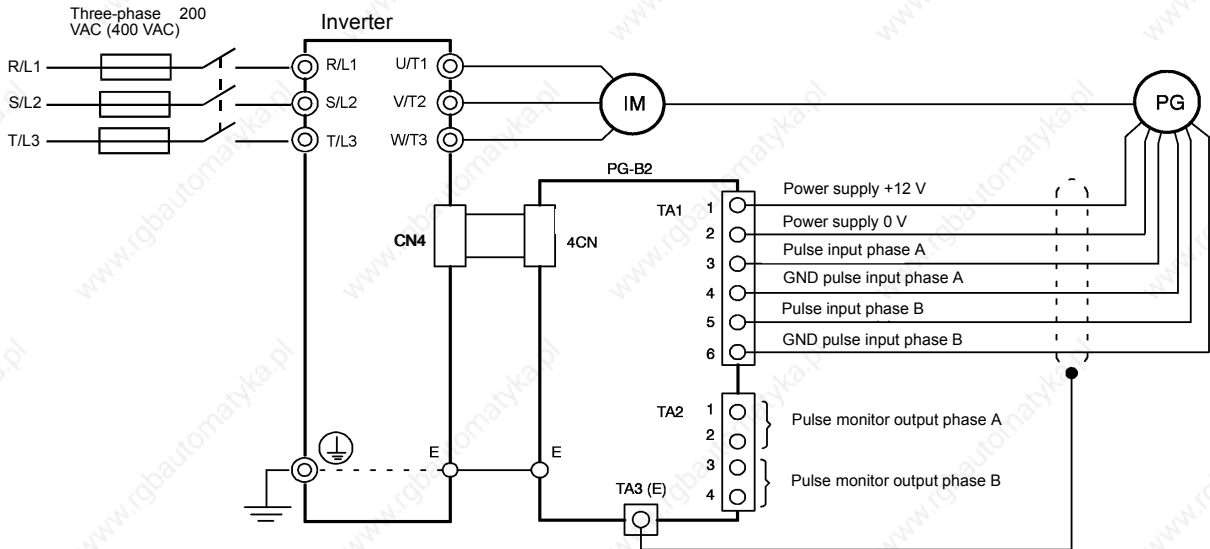 Three-phase 200
VAC (400 VAC)
Inverter
R/L1
R/L1
U/T1
S/L2
S/L2
V/T2
IM
PG
T/L3
T/L3
W/T3
PG-B2
TA1
1
Power supply +12 V
2
Power supply 0 V
CN4
4CN
3
Pulse input phase A
4
GND pulse input phase A
5
Pulse input phase B
6
GND pulse input phase B
TA2
1
Pulse monitor output phase A
2
E
E
3
Pulse monitor output phase B
4
TA3 (E)
www.rgbautomatyka.pl